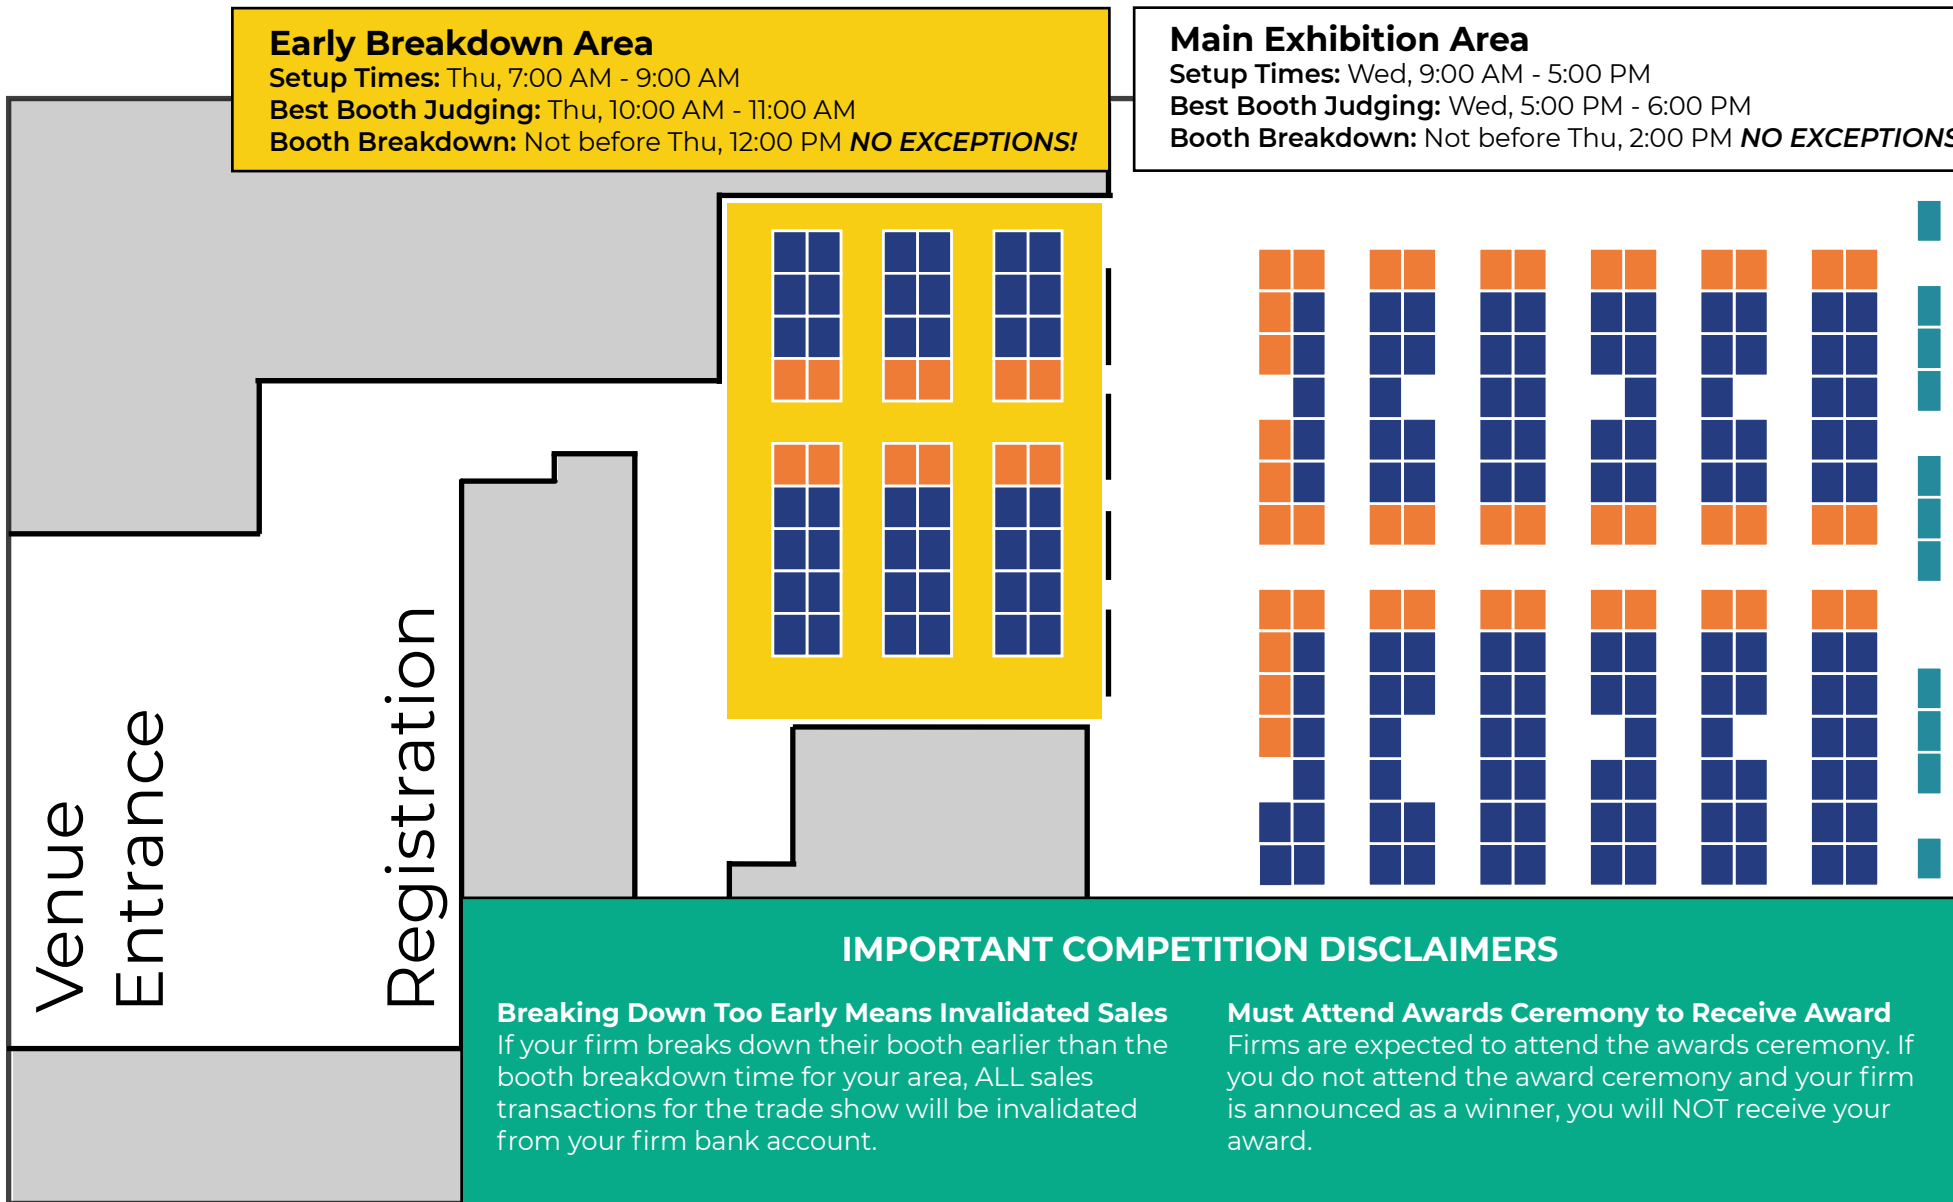 Early Breakdown Area
Setup Times: Thu, 7:00 AM - 9:00 AM
Best Booth Judging: Thu, 10:00 AM - 11:00 AM
Booth Breakdown: Not before Thu, 12:00 PM NO EXCEPTIONS!
Main Exhibition Area
Setup Times: Wed, 9:00 AM - 5:00 PM
Best Booth Judging: Wed, 5:00 PM - 6:00 PM
Booth Breakdown: Not before Thu, 2:00 PM NO EXCEPTIONS
Venue
Entrance
Registration
IMPORTANT COMPETITION DISCLAIMERS
Breaking Down Too Early Means Invalidated Sales
If your firm breaks down their booth earlier than the
booth breakdown time for your area, ALL sales
transactions for the trade show will be invalidated
from your firm bank account.
Must Attend Awards Ceremony to Receive Award
Firms are expected to attend the awards ceremony. If
you do not attend the award ceremony and your firm
is announced as a winner, you will NOT receive your
award.